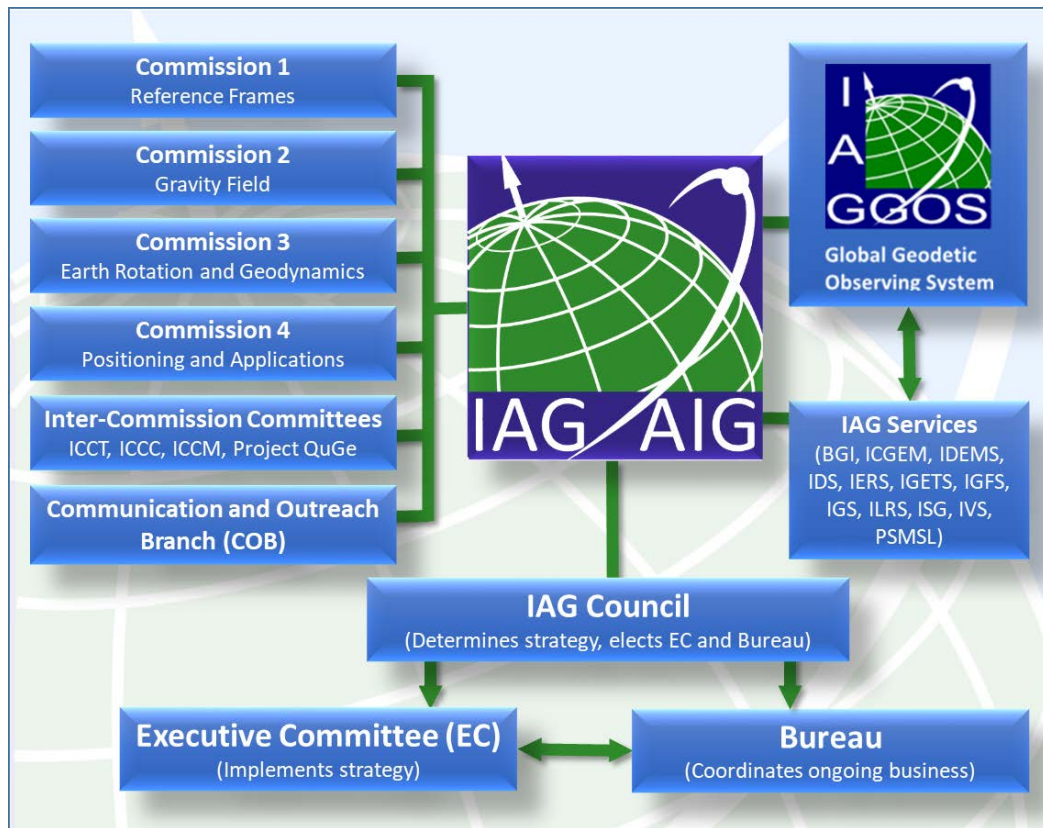 Commission 1
Reference Frames
Commission 2
Gravity Field
Commission 3
Earth Rotation and Geodynamics
Commission 4
Positioning and Applications
Inter-Commission Committees
ICCT, ICCC, ICCM, Project QuGe
Communication and Outreach
Branch (COB)
IAG AIG
I
A
GGOS
Global Geodetic
Observing System
IAG Services
(BGI, ICGEM, IDEMS,
IDS, IERS, IGETS, IGFS,
IGS, ILRS, ISG, IVS,
PSMSL)
IAG Council
(Determines strategy, elects EC and Bureau)
Executive Committee (EC)
(Implements strategy)
Bureau
(Coordinates ongoing business)